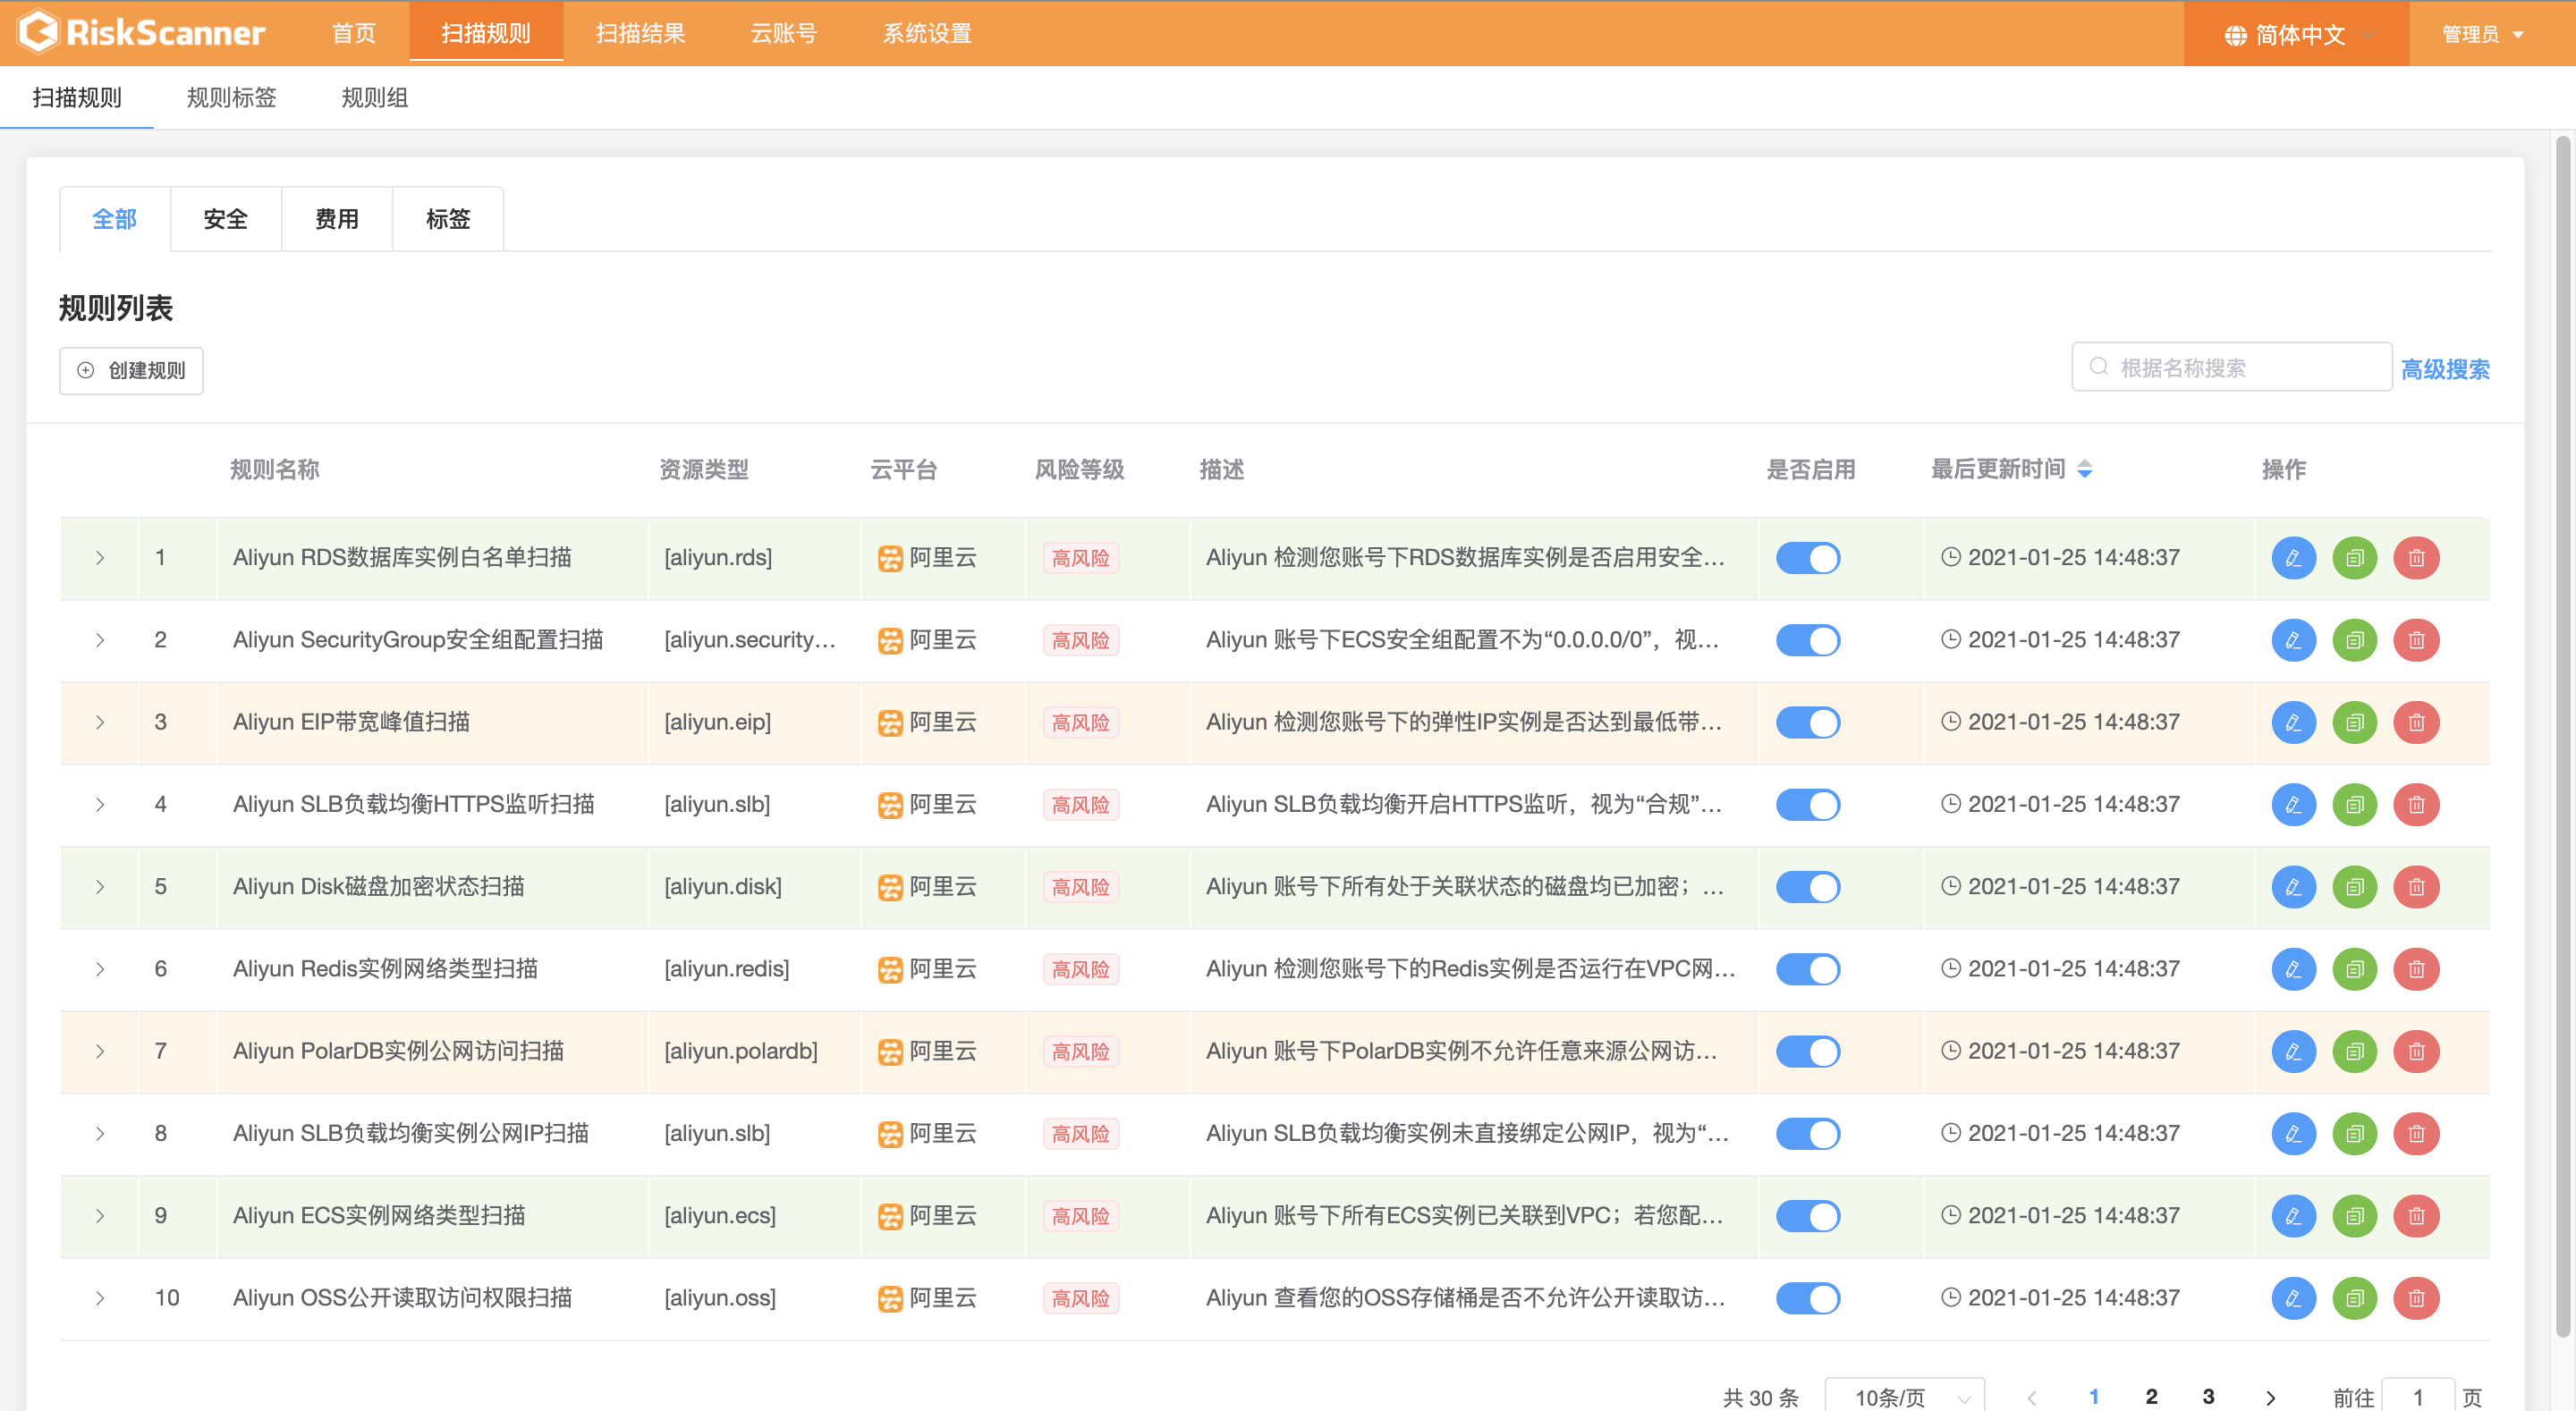 RiskScanner 首页 扫描规则 扫描结果 云账号 系统设置 简体中文 管理员
扫描规则 规则标签 规则组
全部 安全 费用 标签
规则列表
创建规则 根据名称搜索 高级搜索
规则名称 资源类型 云平台 风险等级 描述 是否启用 最后更新时间 操作
1 Aliyun RDS数据库实例白名单扫描 [aliyun.rds] 阿里云 高风险 Aliyun 检测您账号下RDS数据库实例是否启用安全... 2021-01-25 14:48:37
2 Aliyun SecurityGroup安全组配置扫描 [aliyun.security... 阿里云 高风险 Aliyun 账号下ECS安全组配置不为“0.0.0.0/0”，视... 2021-01-25 14:48:37
3 Aliyun EIP带宽峰值扫描 [aliyun.eip] 阿里云 高风险 Aliyun 检测您账号下的弹性IP实例是否达到最低带... 2021-01-25 14:48:37
4 Aliyun SLB负载均衡HTTPS监听扫描 [aliyun.slb] 阿里云 高风险 Aliyun SLB负载均衡开启HTTPS监听，视为“合规”... 2021-01-25 14:48:37
5 Aliyun Disk磁盘加密状态扫描 [aliyun.disk] 阿里云 高风险 Aliyun 账号下所有处于关联状态的磁盘均已加密；... 2021-01-25 14:48:37
6 Aliyun Redis实例网络类型扫描 [aliyun.redis] 阿里云 高风险 Aliyun 检测您账号下的Redis实例是否运行在VPC网... 2021-01-25 14:48:37
7 Aliyun PolarDB实例公网访问扫描 [aliyun.polardb] 阿里云 高风险 Aliyun 账号下PolarDB实例不允许任意来源公网访... 2021-01-25 14:48:37
8 Aliyun SLB负载均衡实例公网IP扫描 [aliyun.slb] 阿里云 高风险 Aliyun SLB负载均衡实例未直接绑定公网IP，视为“... 2021-01-25 14:48:37
9 Aliyun ECS实例网络类型扫描 [aliyun.ecs] 阿里云 高风险 Aliyun 账号下所有ECS实例已关联到VPC；若您配... 2021-01-25 14:48:37
10 Aliyun OSS公开读取访问权限扫描 [aliyun.oss] 阿里云 高风险 Aliyun 查看您的OSS存储桶是否不允许公开读取访... 2021-01-25 14:48:37
共 30 条 10条/页 1 2 3 前往 1 页